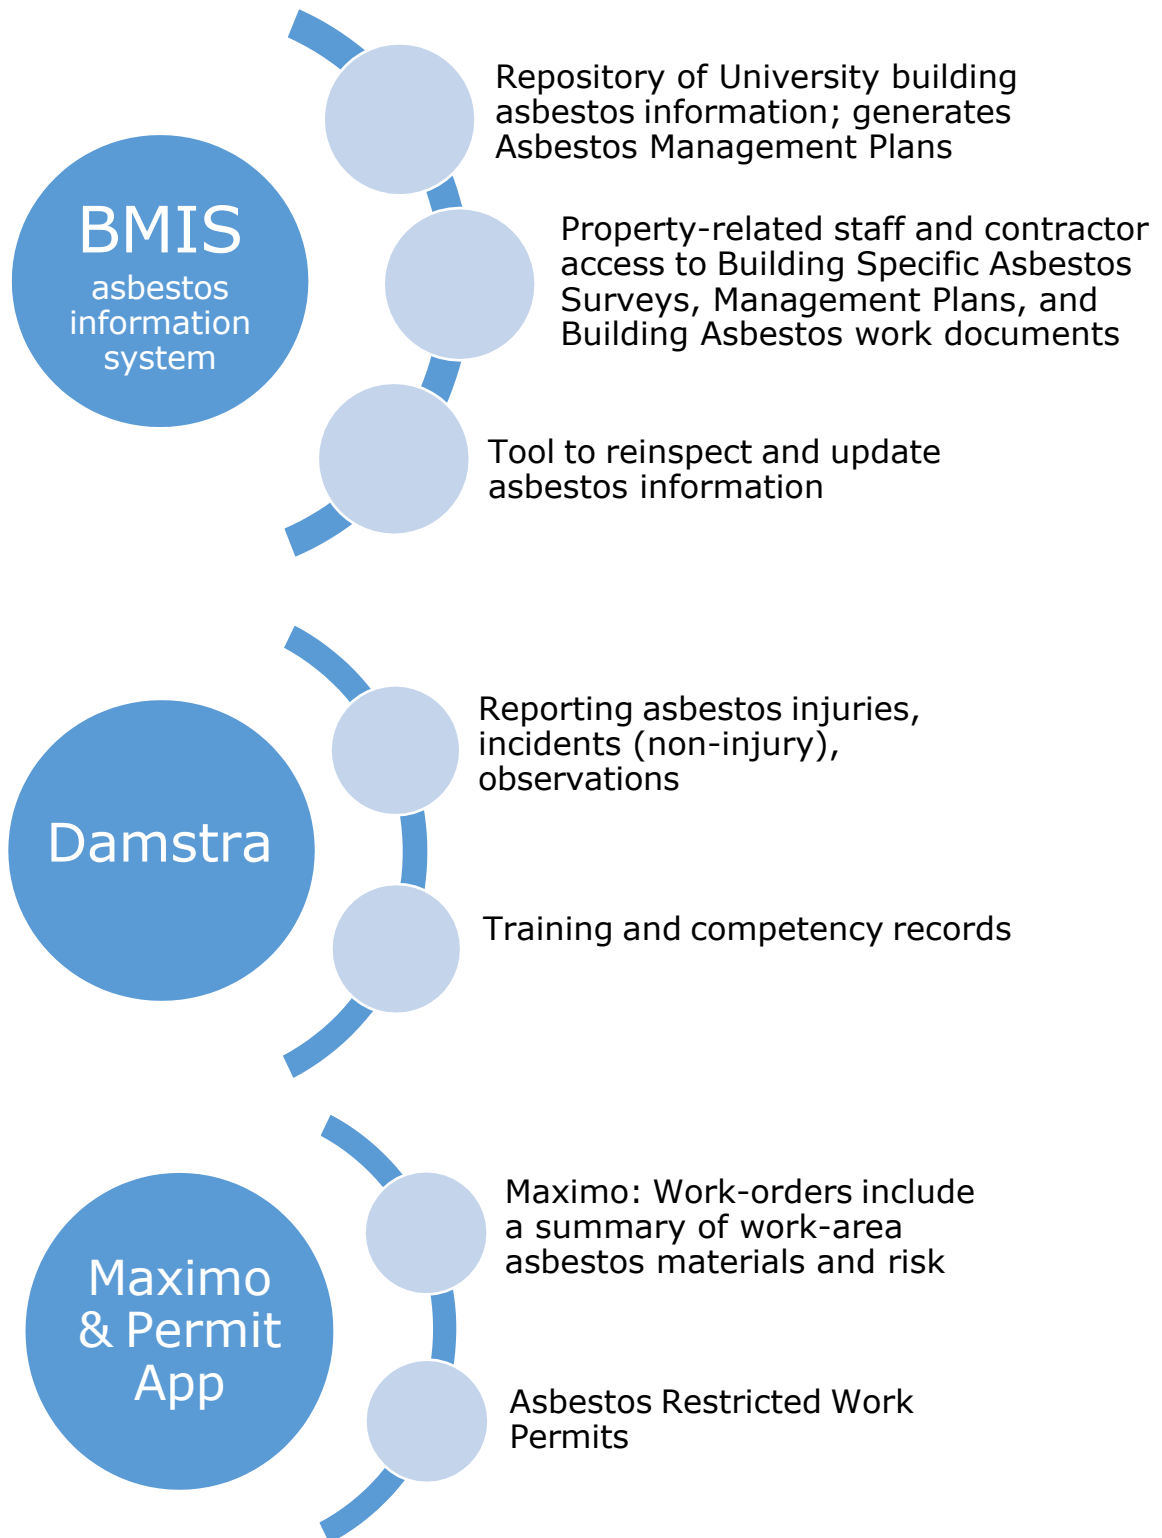 BMIS
asbestos
information
system
Repository of University building
asbestos information; generates
Asbestos Management Plans
Property-related staff and contractor
access to Building Specific Asbestos
Surveys, Management Plans, and
Building Asbestos work documents
Tool to reinspect and update
asbestos information
Damstra
Reporting asbestos injuries,
incidents (non-injury),
observations
Training and competency records
Maximo
& Permit
App
Maximo: Work-orders include
a summary of work-area
asbestos materials and risk
Asbestos Restricted Work
Permits